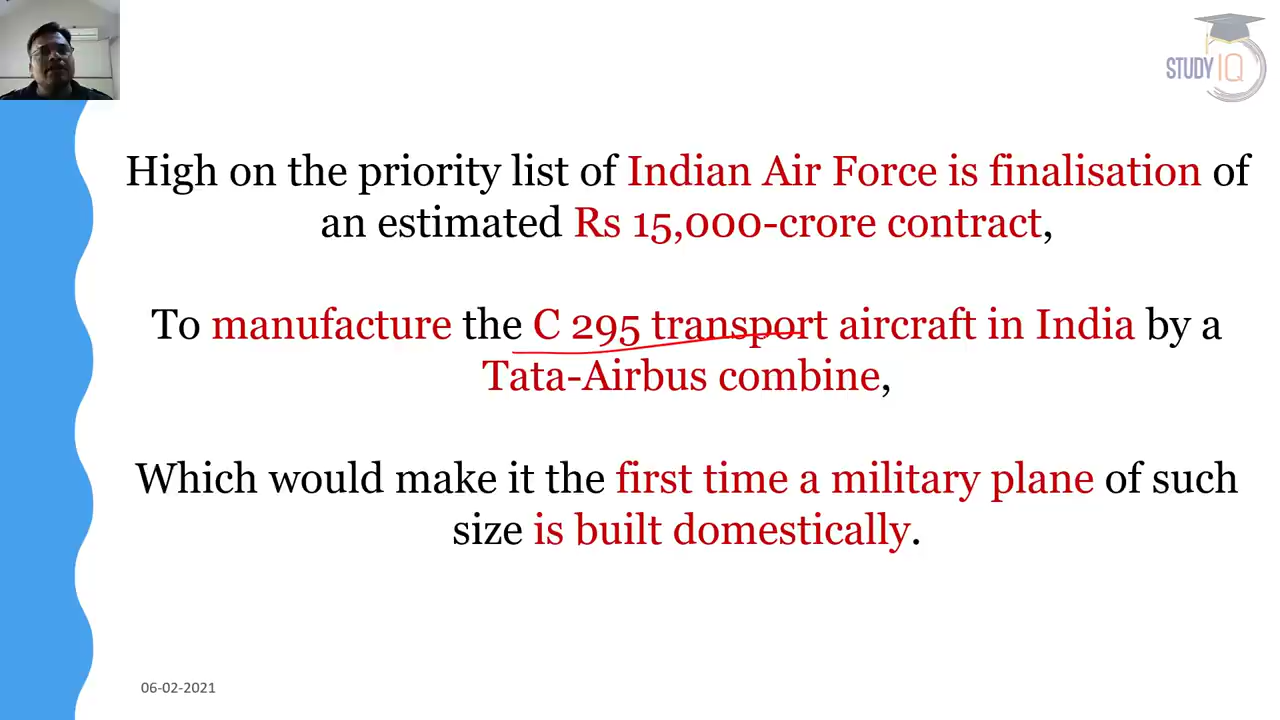 STUDY IQ
High on the priority list of Indian Air Force is finalisation of
an estimated Rs 15,000-crore contract,
To manufacture the C 295 transport aircraft in India by a
Tata-Airbus combine,
Which would make it the first time a military plane of such
size is built domestically.
06-02-2021